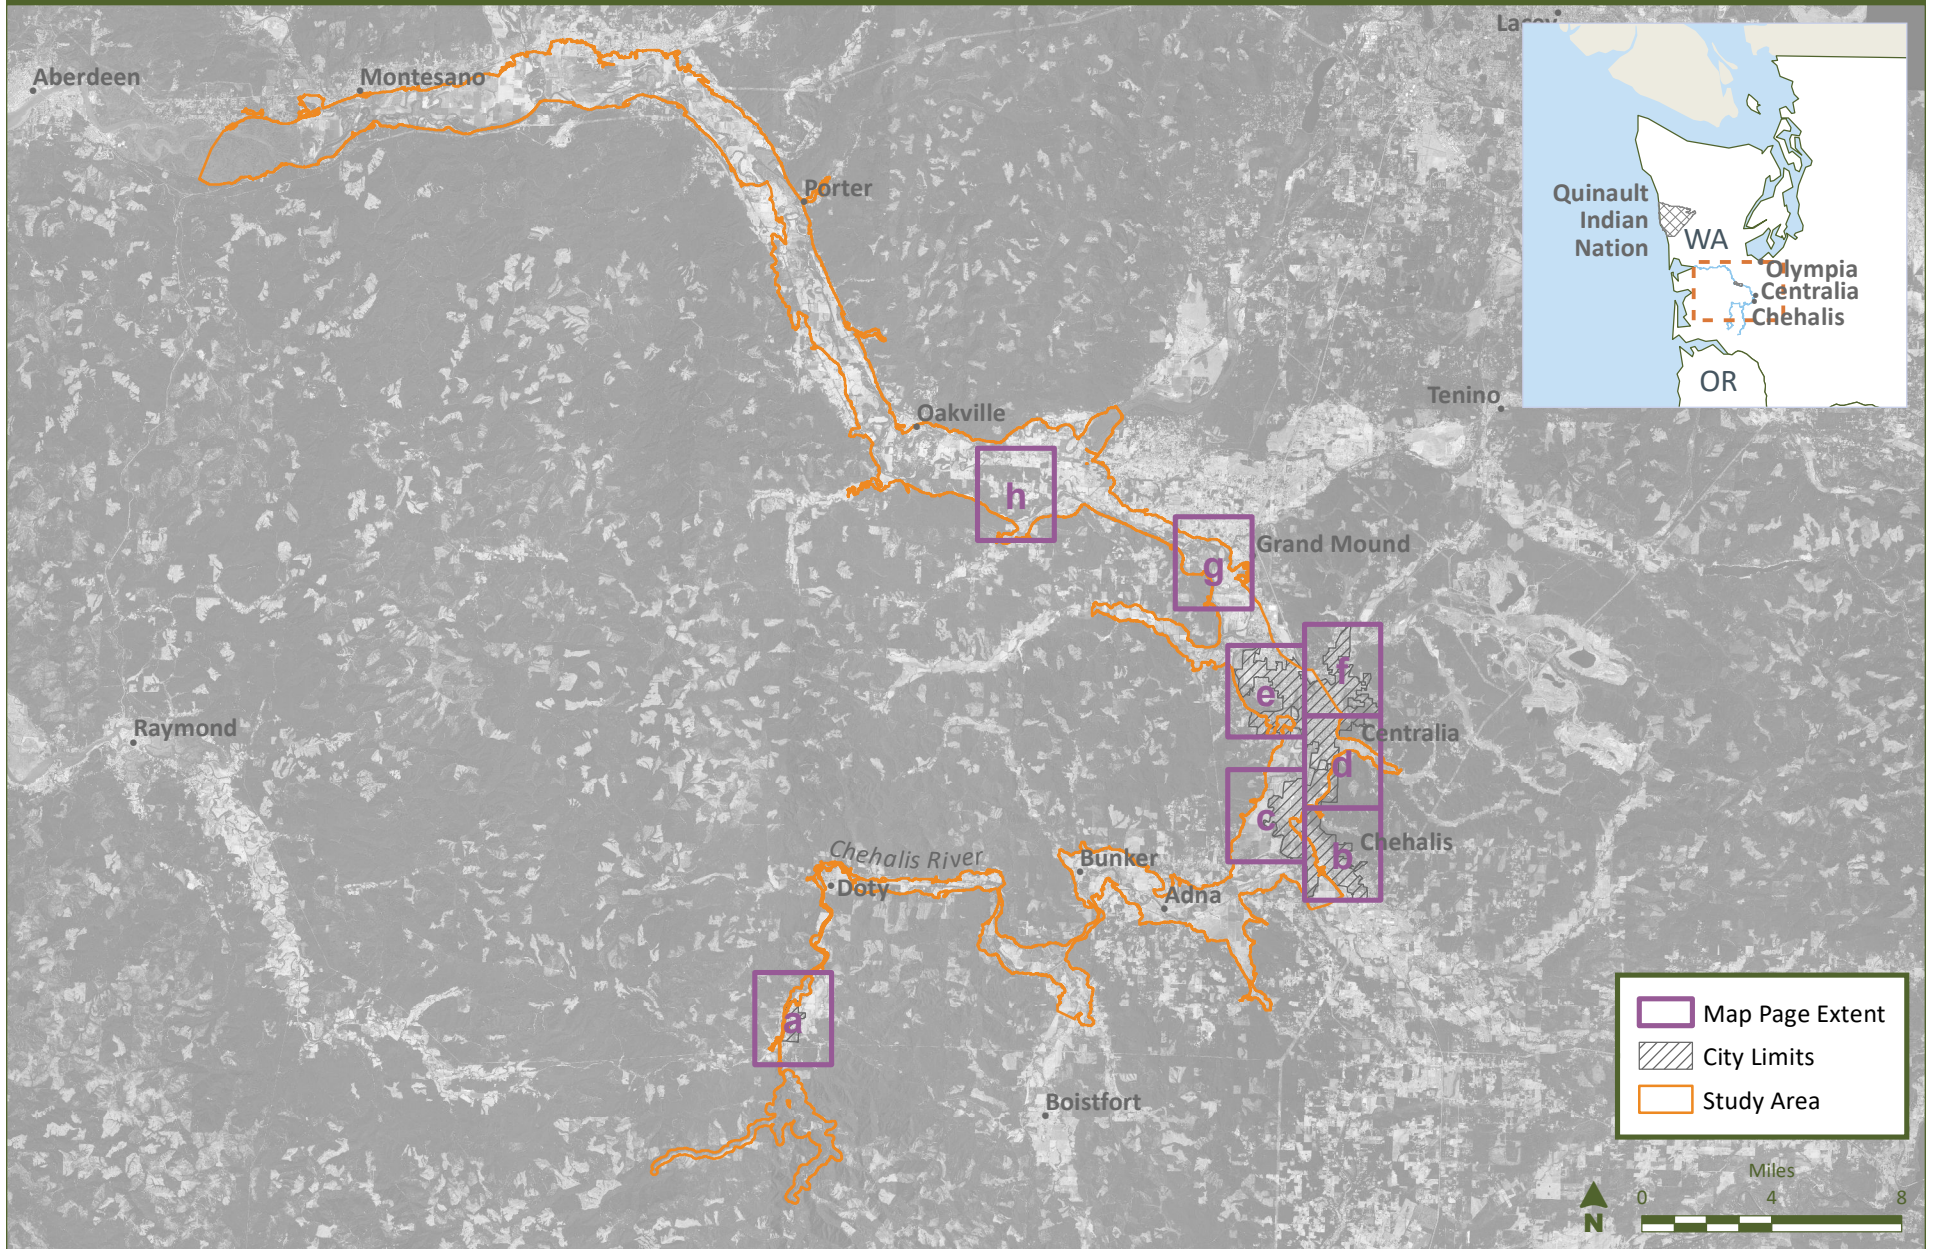 Lacey
Aberdeen
Montesano
Porter
Quinault
Indian
Nation
WA
Olympia
Centralia
Chehalis
OR
Tenino
Oakville
h
Grand Mound
g
f
e
Centralia
d
Raymond
c
Chehalis
b
Chehalis River
Bunker
Doty
Adna
a
Boistfort
Map Page Extent
City Limits
Study Area
Miles
0 4 8
N